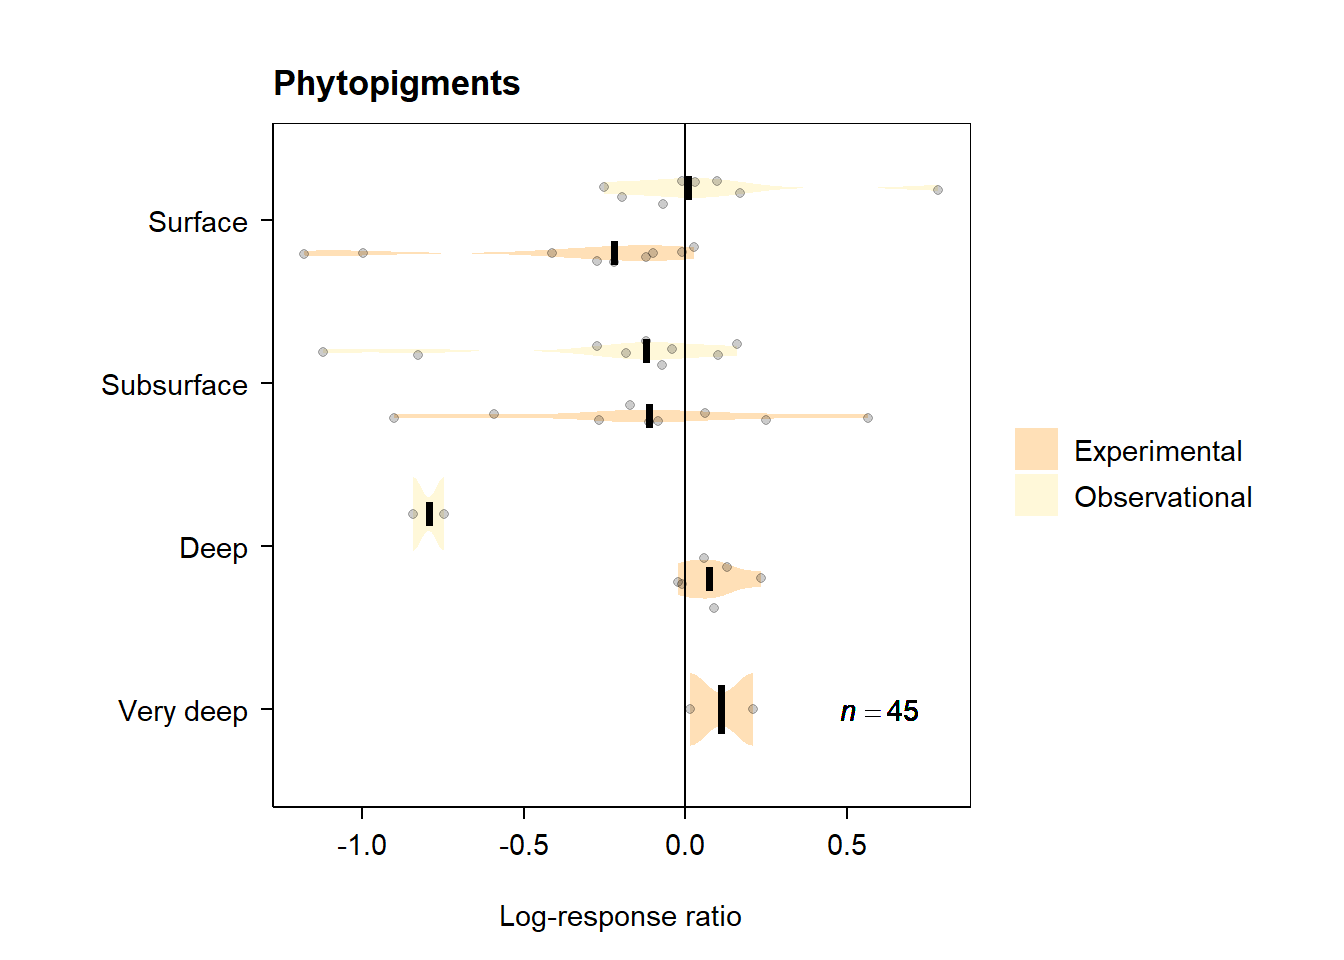 Phytopigments
Surface
Subsurface
Deep
Very deep
n = 45
Experimental
Observational
-1.0 -0.5 0.0 0.5
Log-response ratio